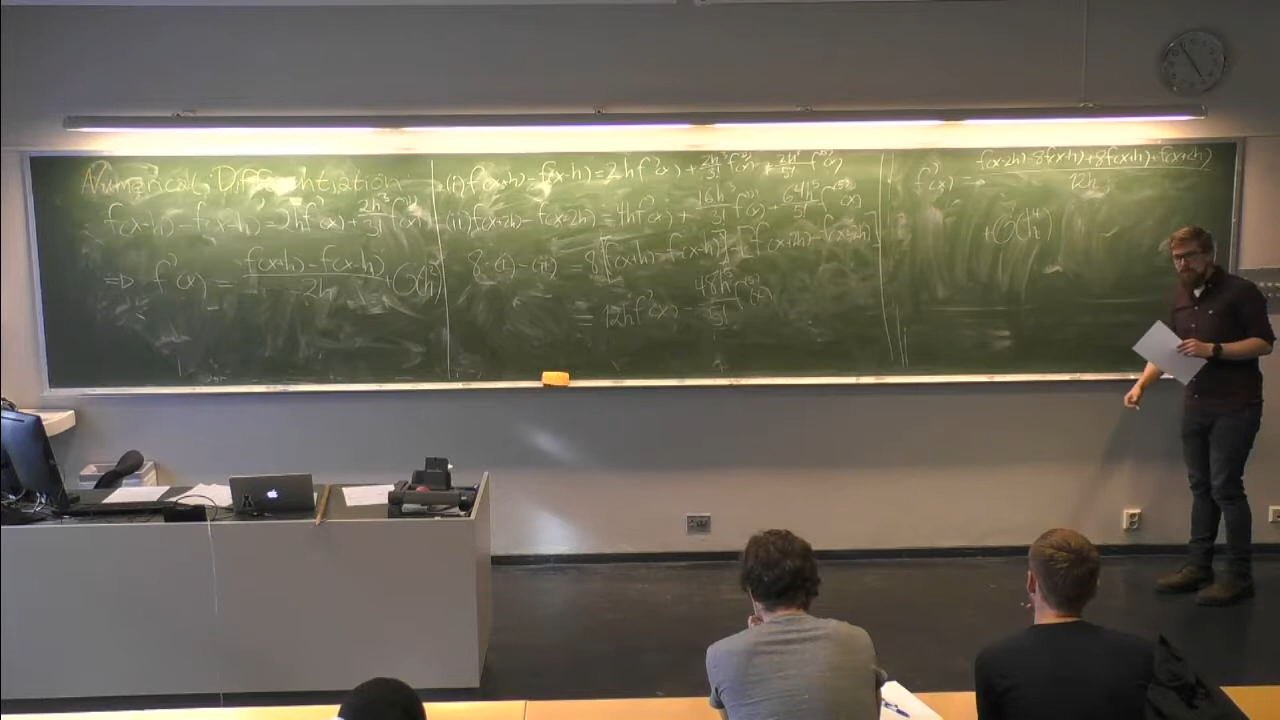 Numerical Differentiation
f(x+h) - f(x-h) = 2hf'(x) + 2h³/3! f⁽³⁾(x)
=> f'(x) = f(x+h) - f(x-h) / 2h + O(h²)
(i) f(x+h) - f(x-h) = 2hf'(x) + 2h³/3! f⁽³⁾(x) + 2h⁵/5! f⁽⁵⁾(x)
(ii) f(x+2h) - f(x-2h) = 4hf'(x) + 16h³/3! f⁽³⁾(x) + 64h⁵/5! f⁽⁵⁾(x)
8·(i) - (ii) = 8[f(x+h) - f(x-h)] - [f(x+2h) - f(x-2h)]
= 12hf'(x) - 48h⁵/5! f⁽⁵⁾(x)
f'(x) = f(x-2h) - 8f(x-h) + 8f(x+h) - f(x+2h) / 12h
+ O(h⁴)